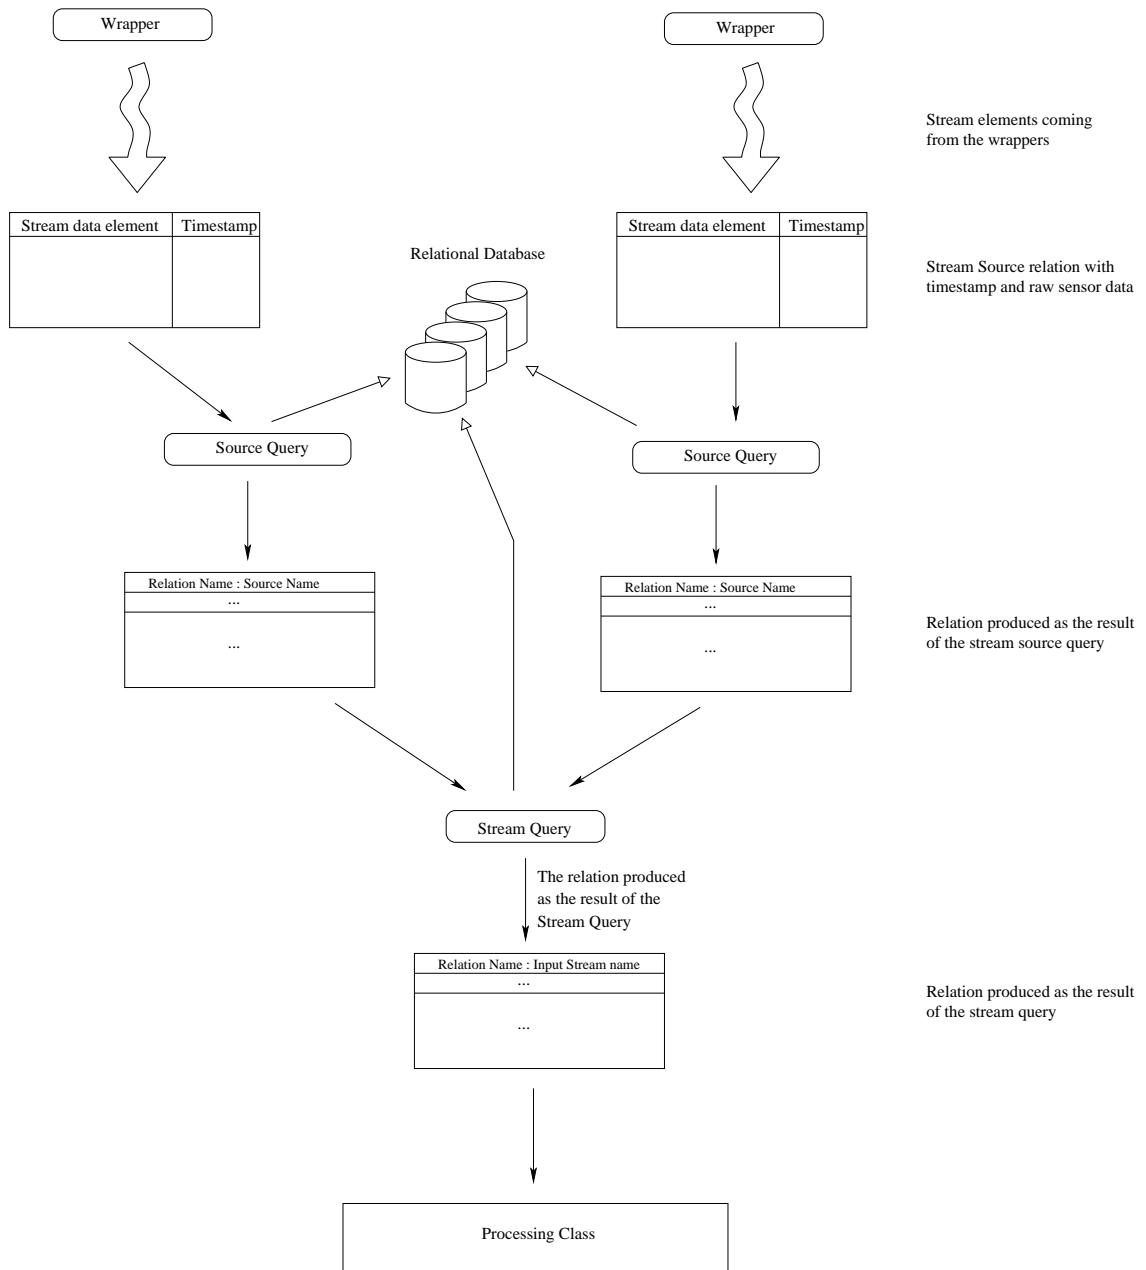 Wrapper
Wrapper
Stream elements coming
from the wrappers
Stream data element
Timestamp
Stream data element
Timestamp
Relational Database
Stream Source relation with
timestamp and raw sensor data
Source Query
Source Query
Relation Name : Source Name
...
...
Relation Name : Source Name
...
...
Relation produced as the result
of the stream source query
Stream Query
The relation produced
as the result of the
Stream Query
Relation Name : Input Stream name
...
...
Relation produced as the result
of the stream query
Processing Class